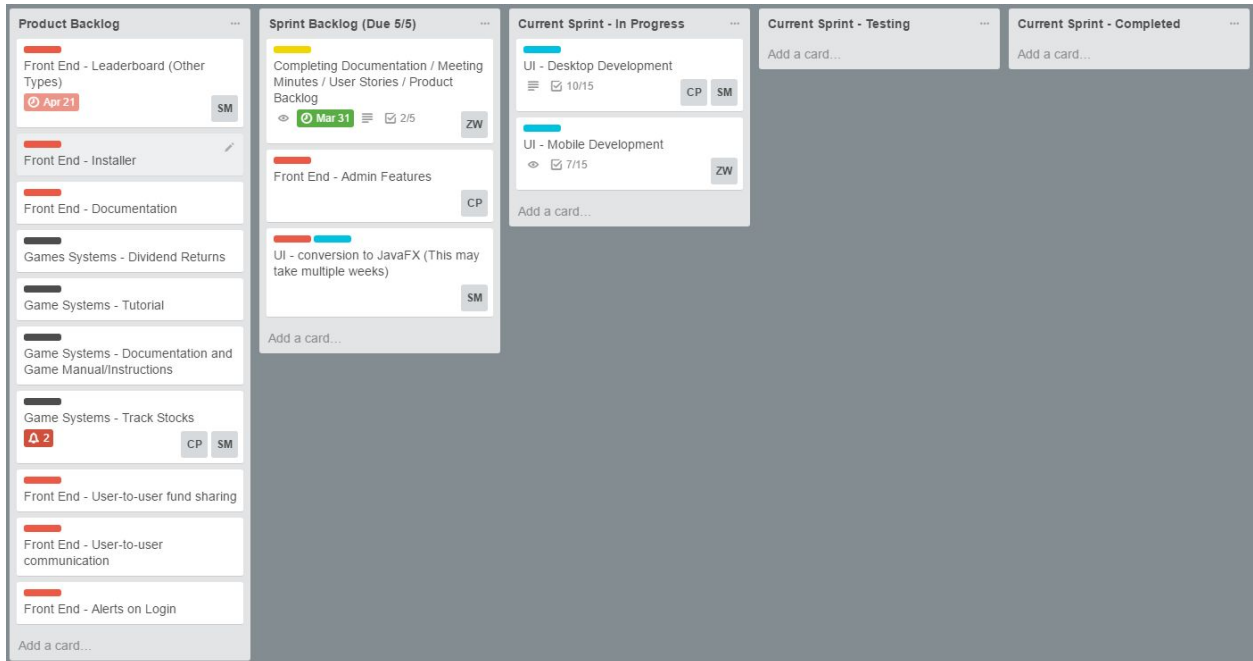 Product Backlog
Front End - Leaderboard (Other
Types)
Apr 21
SM
Front End - Installer
Front End - Documentation
Games Systems - Dividend Returns
Game Systems - Tutorial
Game Systems - Documentation and
Game Manual/Instructions
Game Systems - Track Stocks
2
CP SM
Front End - User-to-user fund sharing
Front End - User-to-user
communication
Front End - Alerts on Login
Add a card...
Sprint Backlog (Due 5/5)
Completing Documentation / Meeting
Minutes / User Stories / Product
Backlog
Mar 31 2/5
ZW
Front End - Admin Features
CP
UI - conversion to JavaFX (This may
take multiple weeks)
SM
Add a card...
Current Sprint - In Progress
UI - Desktop Development
10/15
CP SM
UI - Mobile Development
7/15
ZW
Add a card...
Current Sprint - Testing
Add a card...
Current Sprint - Completed
Add a card...